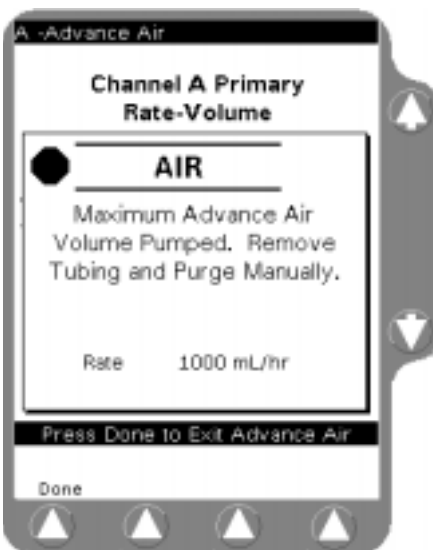 A -Advance Air
Channel A Primary
Rate-Volume
AIR
Maximum Advance Air
Volume Pumped. Remove
Tubing and Purge Manually.
Rate 1000 mL/hr
Press Done to Exit Advance Air
Done